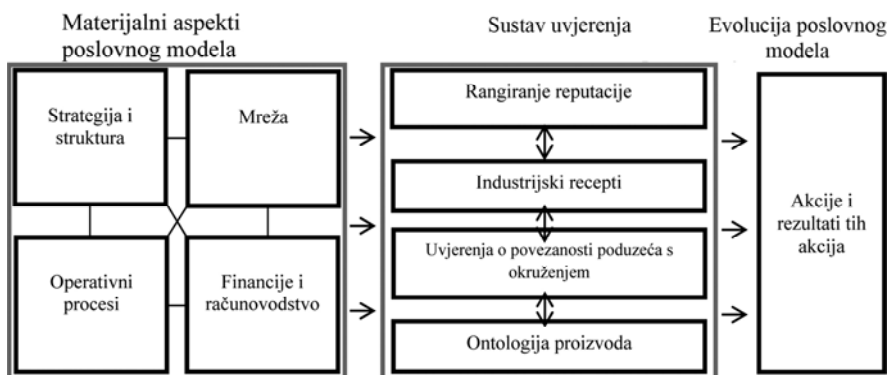 Materijalni aspekti
poslovnog modela
Sustav uvjerenja
Evolucija poslovnog
modela
Strategija i
struktura
Mreža
Operativni
procesi
Financije i
računovodstvo
Rangiranje reputacije
Industrijski recepti
Uvjerenja o povezanosti poduzeća s
okruženjem
Ontologija proizvoda
Akcije i
rezultati tih
akcija